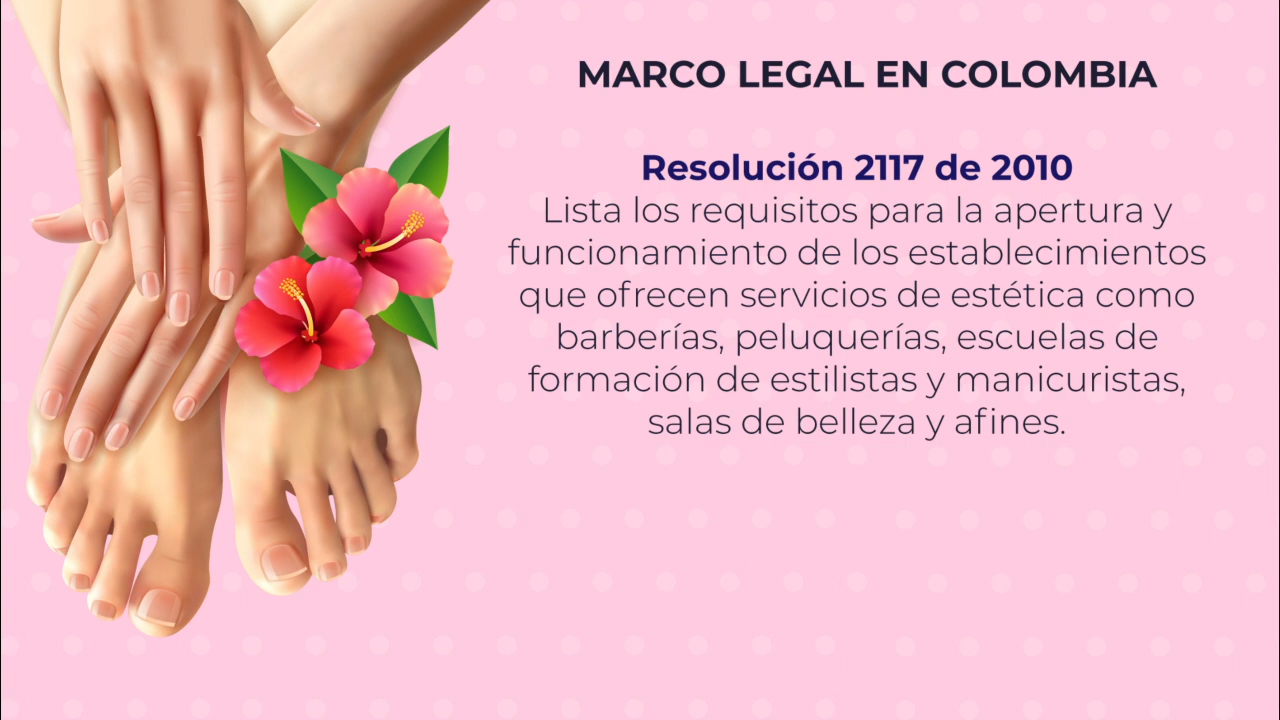 MARCO LEGAL EN COLOMBIA
Resolución 2117 de 2010
Lista los requisitos para la apertura y
funcionamiento de los establecimientos
que ofrecen servicios de estética como
barberías, peluquerías, escuelas de
formación de estilistas y manicuristas,
salas de belleza y afines.